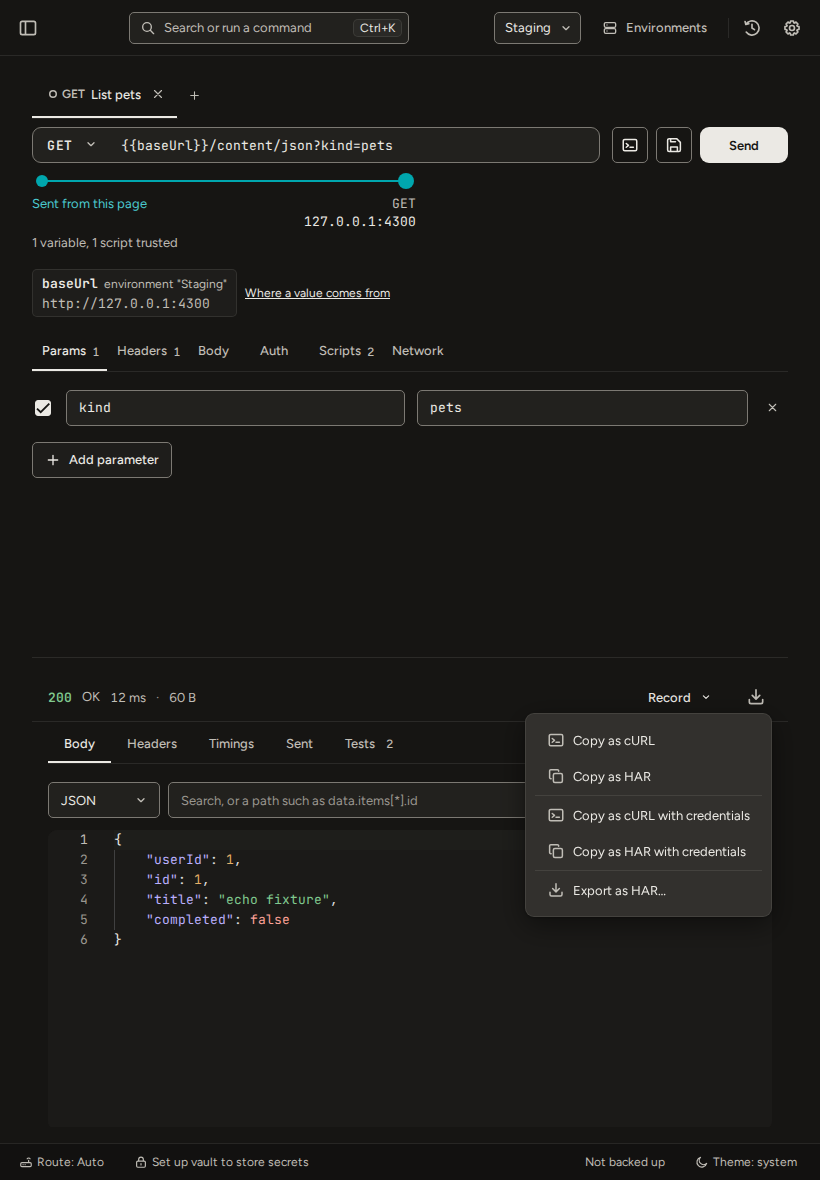 Search or run a command Ctrl+K Staging Environments
GET List pets
GET {{baseUrl}}/content/json?kind=pets Send
Sent from this page GET
127.0.0.1:4300
1 variable, 1 script trusted
baseUrl environment "Staging"
http://127.0.0.1:4300
Where a value comes from
Params 1 Headers 1 Body Auth Scripts 2 Network
kind pets
Add parameter
200 OK 12 ms · 60 B Record
Body Headers Timings Sent Tests 2
JSON Search, or a path such as data.items[*].id
1 {
2 "userId": 1,
3 "id": 1,
4 "title": "echo fixture",
5 "completed": false
6 }
Copy as cURL
Copy as HAR
Copy as cURL with credentials
Copy as HAR with credentials
Export as HAR...
Route: Auto Set up vault to store secrets Not backed up Theme: system